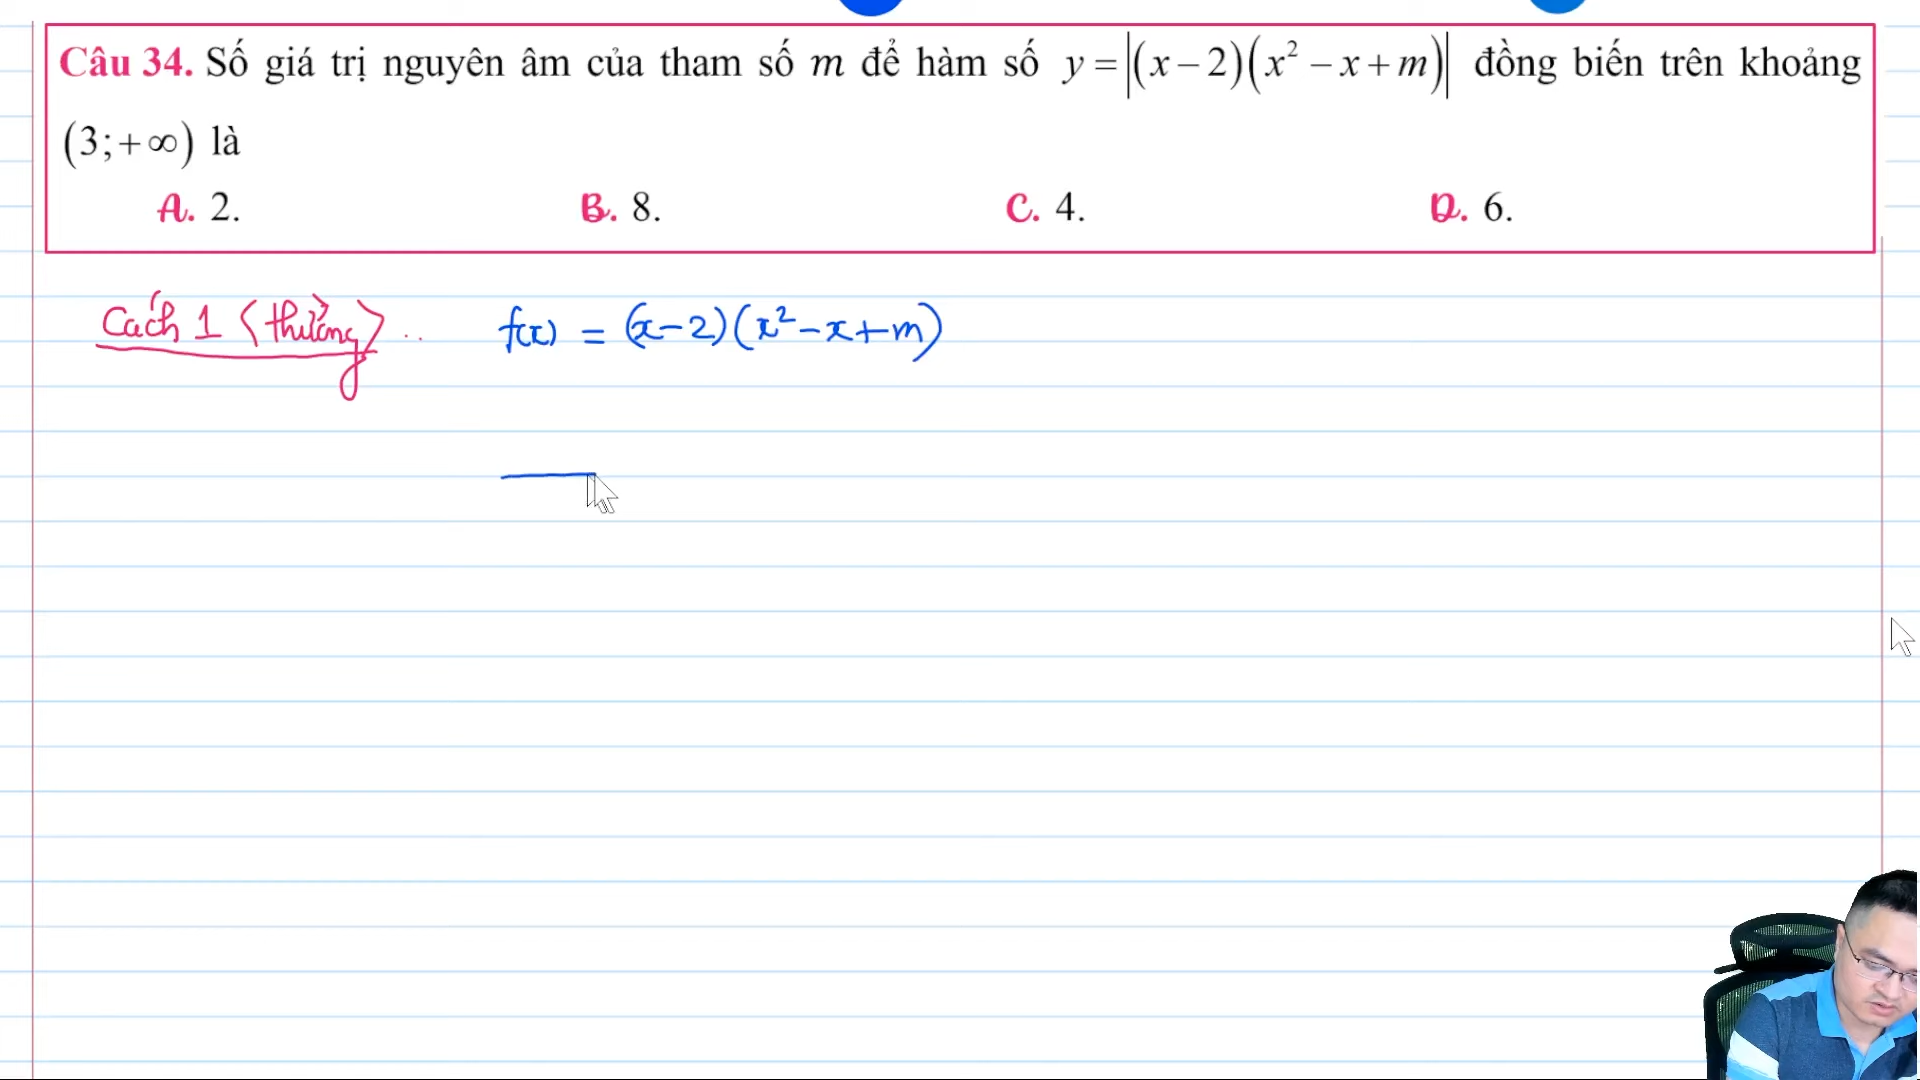 Câu 34. Số giá trị nguyên âm của tham số m để hàm số y = |(x − 2)(x² − x + m)| đồng biến trên khoảng
(3; +∞) là
A. 2. B. 8. C. 4. D. 6.
Cách 1 <thường> .. f(x) = (x−2)(x²−x+m)